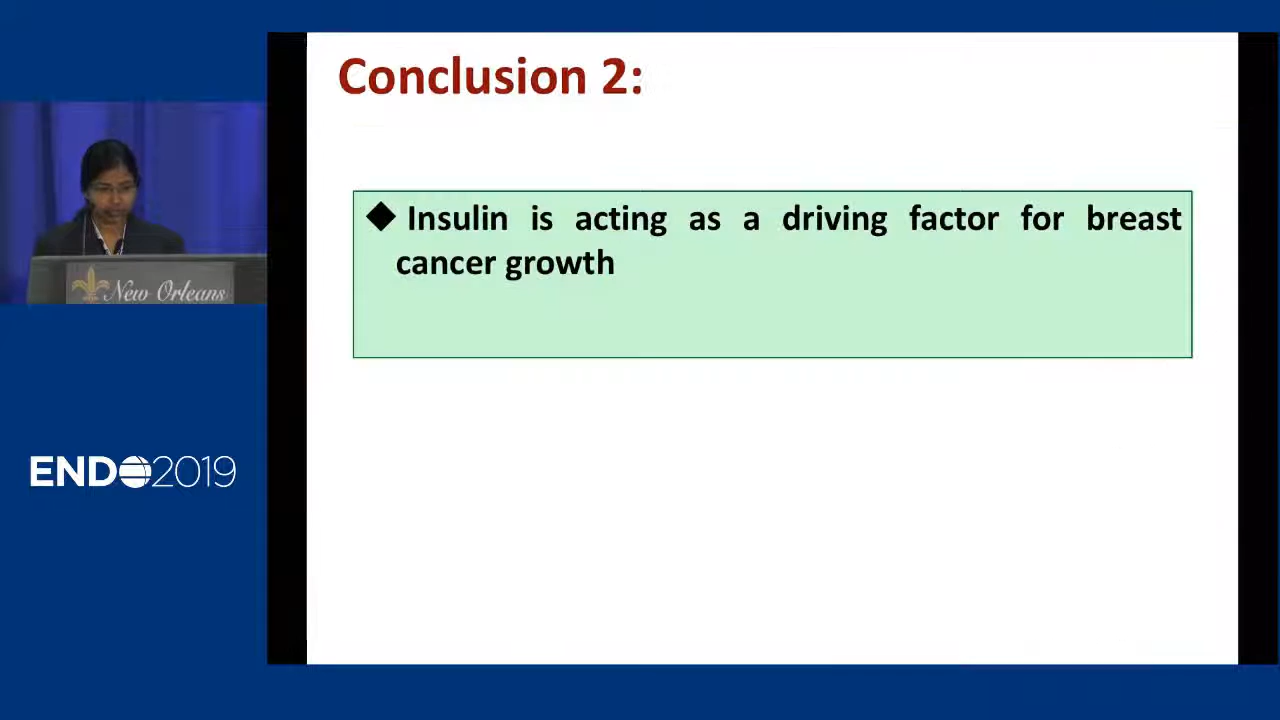 Conclusion 2:
◆ Insulin is acting as a driving factor for breast
cancer growth
New Orleans
ENDO2019